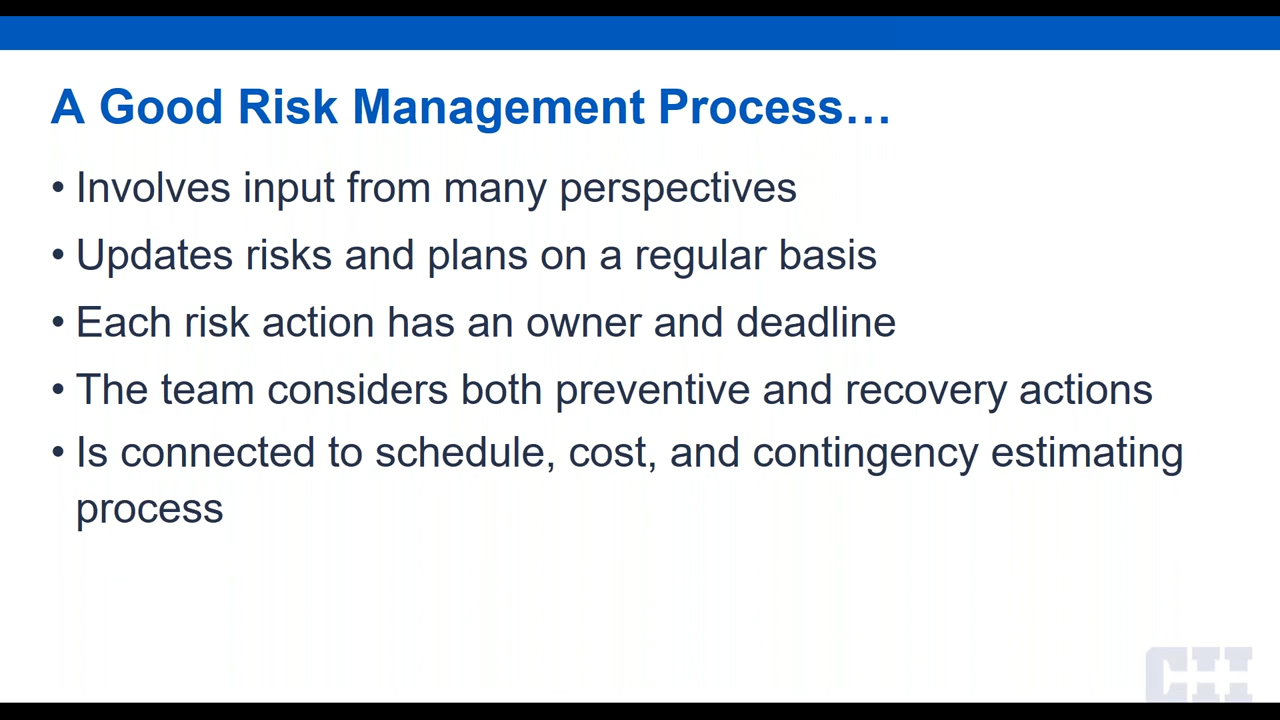 A Good Risk Management Process…
• Involves input from many perspectives
• Updates risks and plans on a regular basis
• Each risk action has an owner and deadline
• The team considers both preventive and recovery actions
• Is connected to schedule, cost, and contingency estimating
process
CII